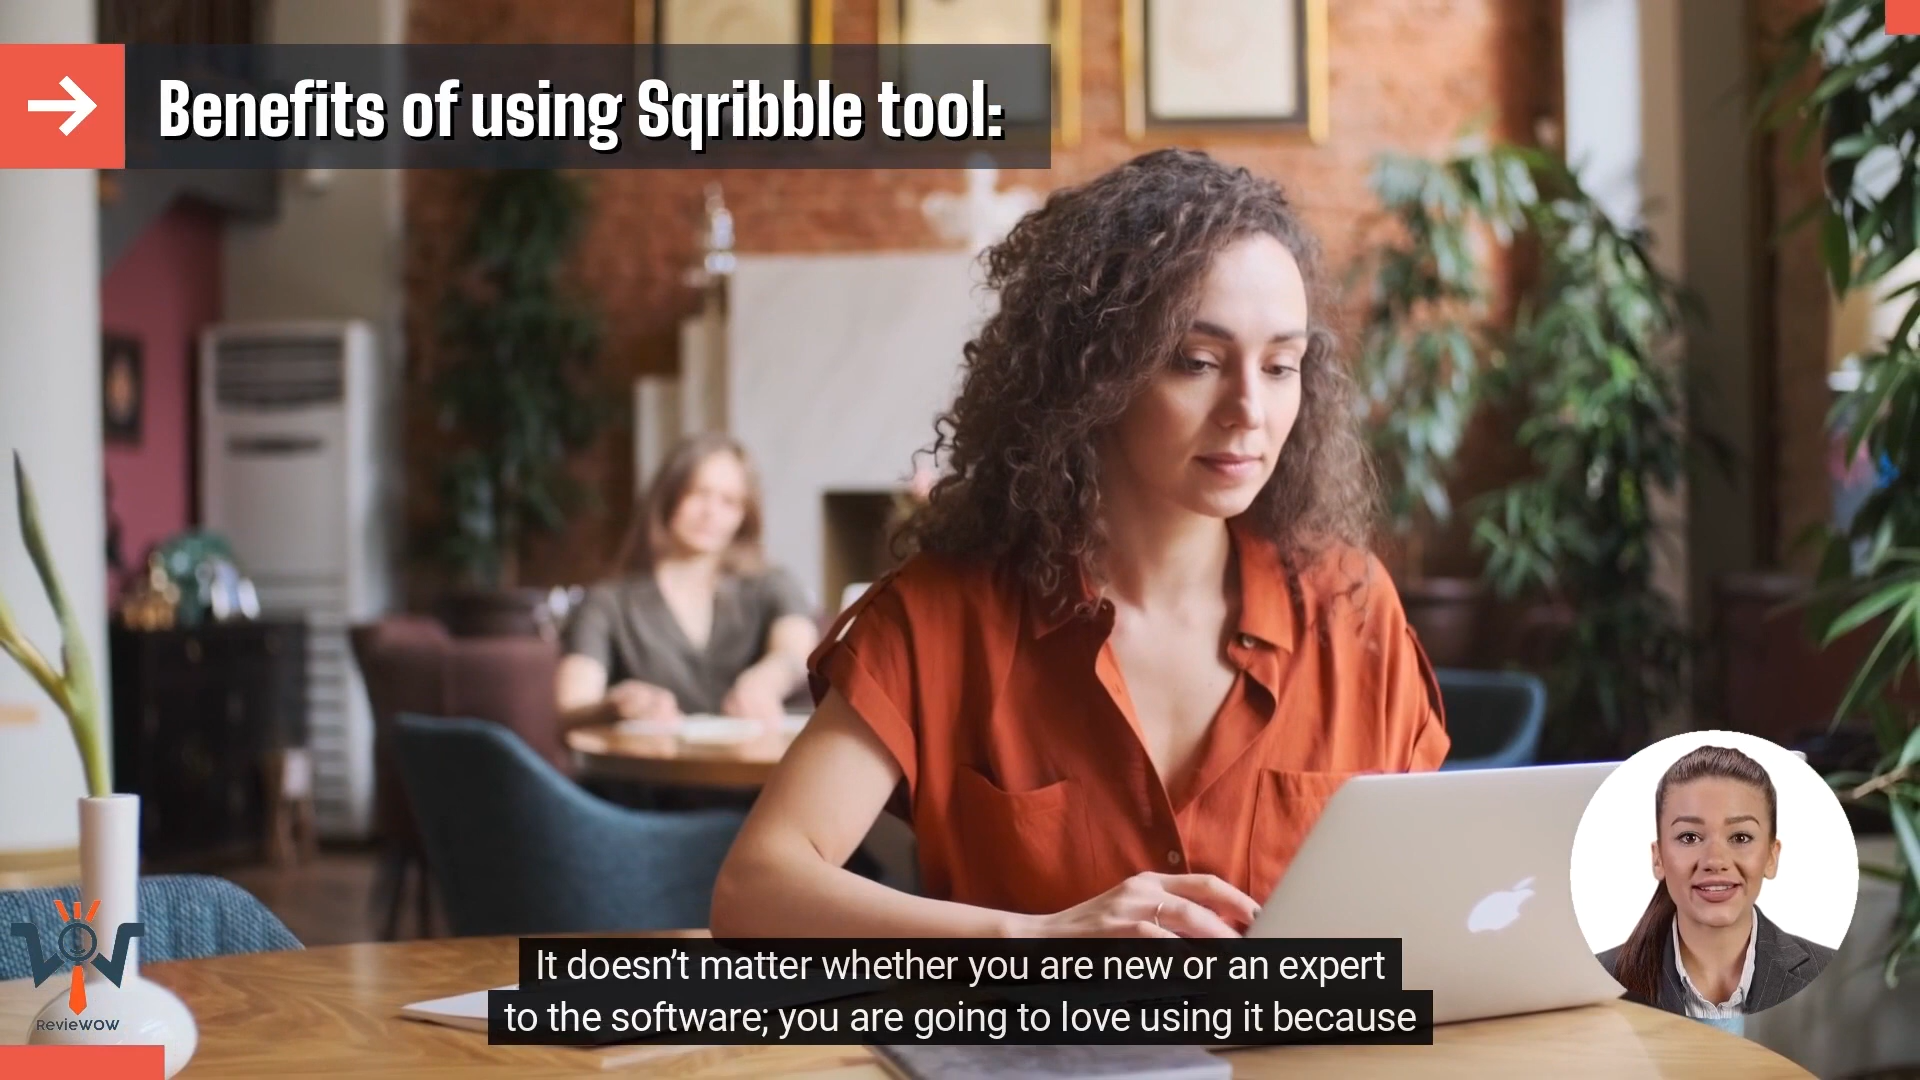 Benefits of using Sqribble tool:
RevieWOW
It doesn't matter whether you are new or an expert
to the software; you are going to love using it because